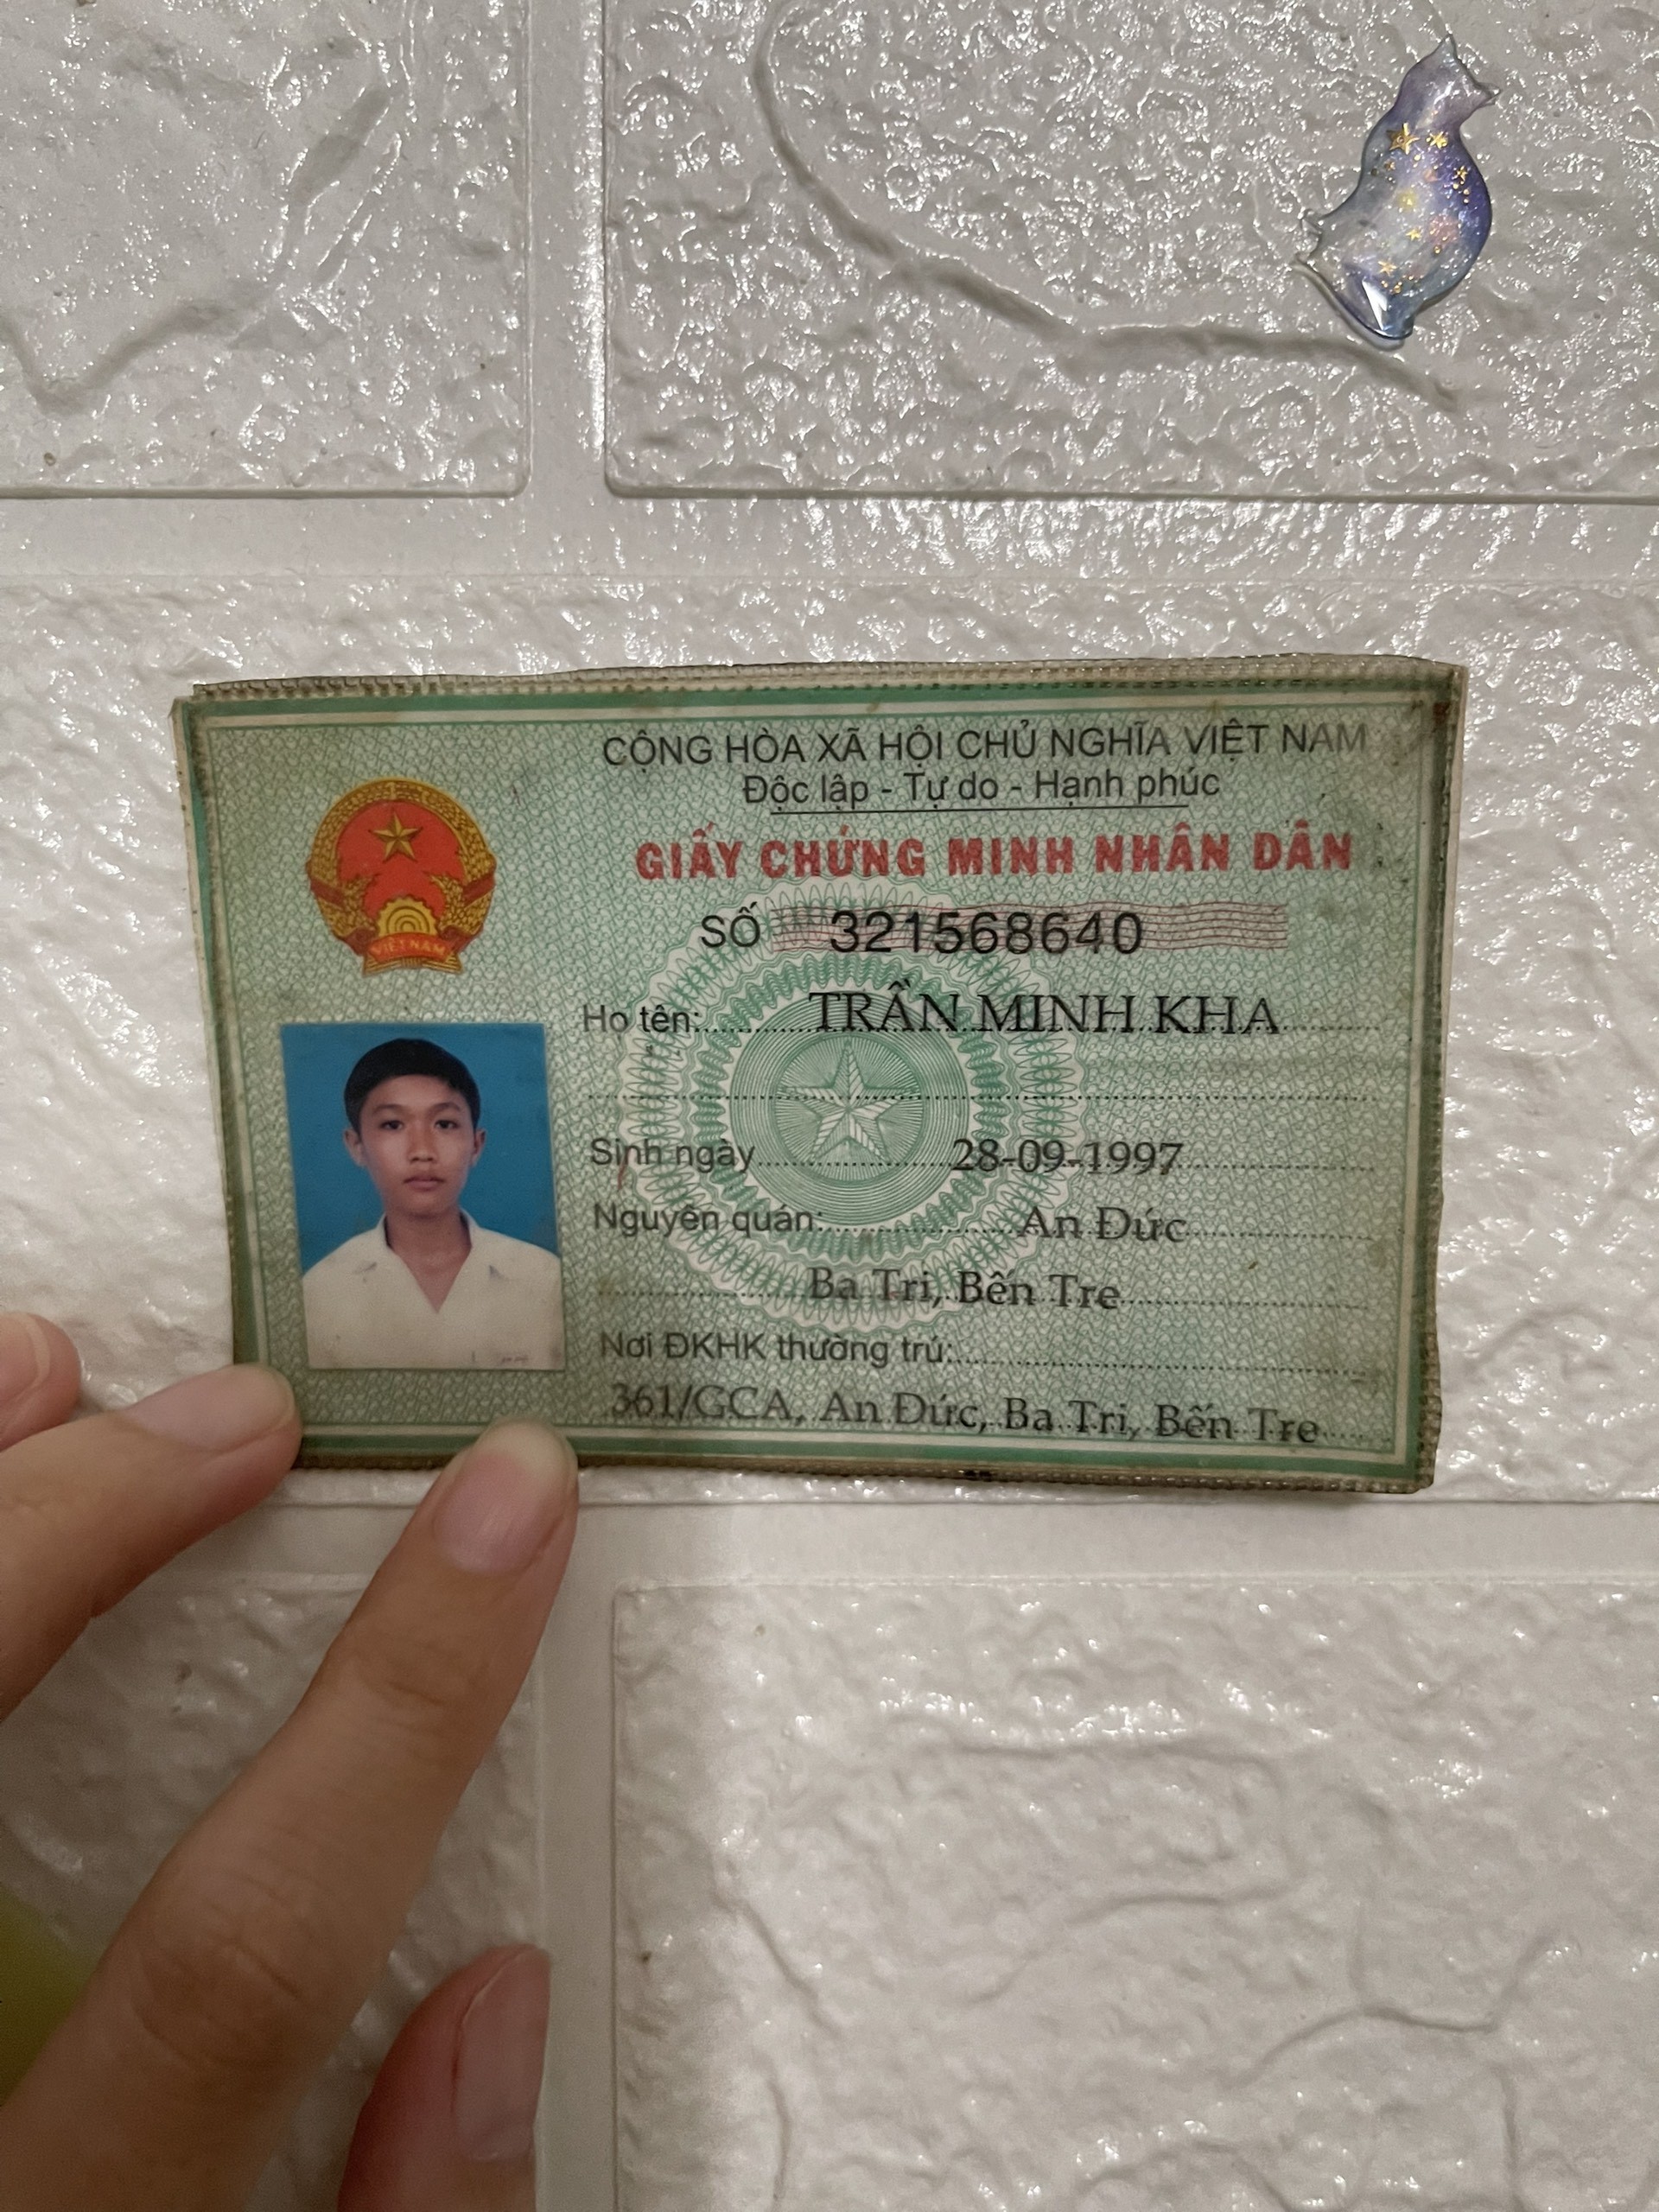 CỘNG HÒA XÃ HỘI CHỦ NGHĨA VIỆT NAM
Độc lập - Tự do - Hạnh phúc
GIẤY CHỨNG MINH NHÂN DÂN
SỐ 321568640
VIỆT NAM
Họ tên: TRẦN MINH KHA
Sinh ngày 28-09-1997
Nguyên quán: An Đức
Ba Tri, Bến Tre
Nơi ĐKHK thường trú:
361/GCA, An Đức, Ba Tri, Bến Tre